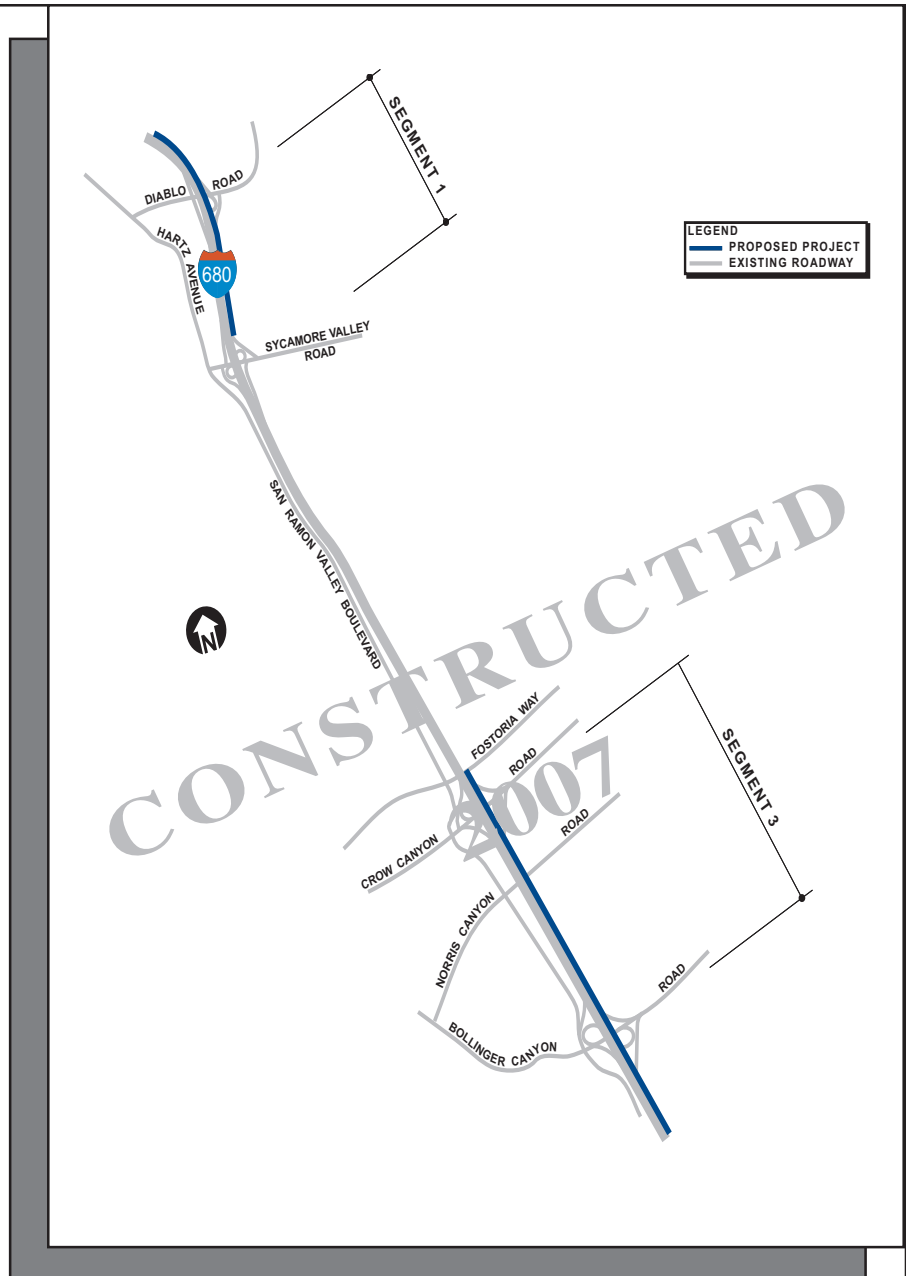 SEGMENT 1
DIABLO ROAD
HARTZ AVENUE
680
LEGEND
PROPOSED PROJECT
EXISTING ROADWAY
SYCAMORE VALLEY
ROAD
SAN RAMON VALLEY BOULEVARD
CONSTRUCTED
2007
N
FOSTORIA WAY
CROW CANYON ROAD
SEGMENT 3
NORRIS CANYON ROAD
BOLLINGER CANYON ROAD